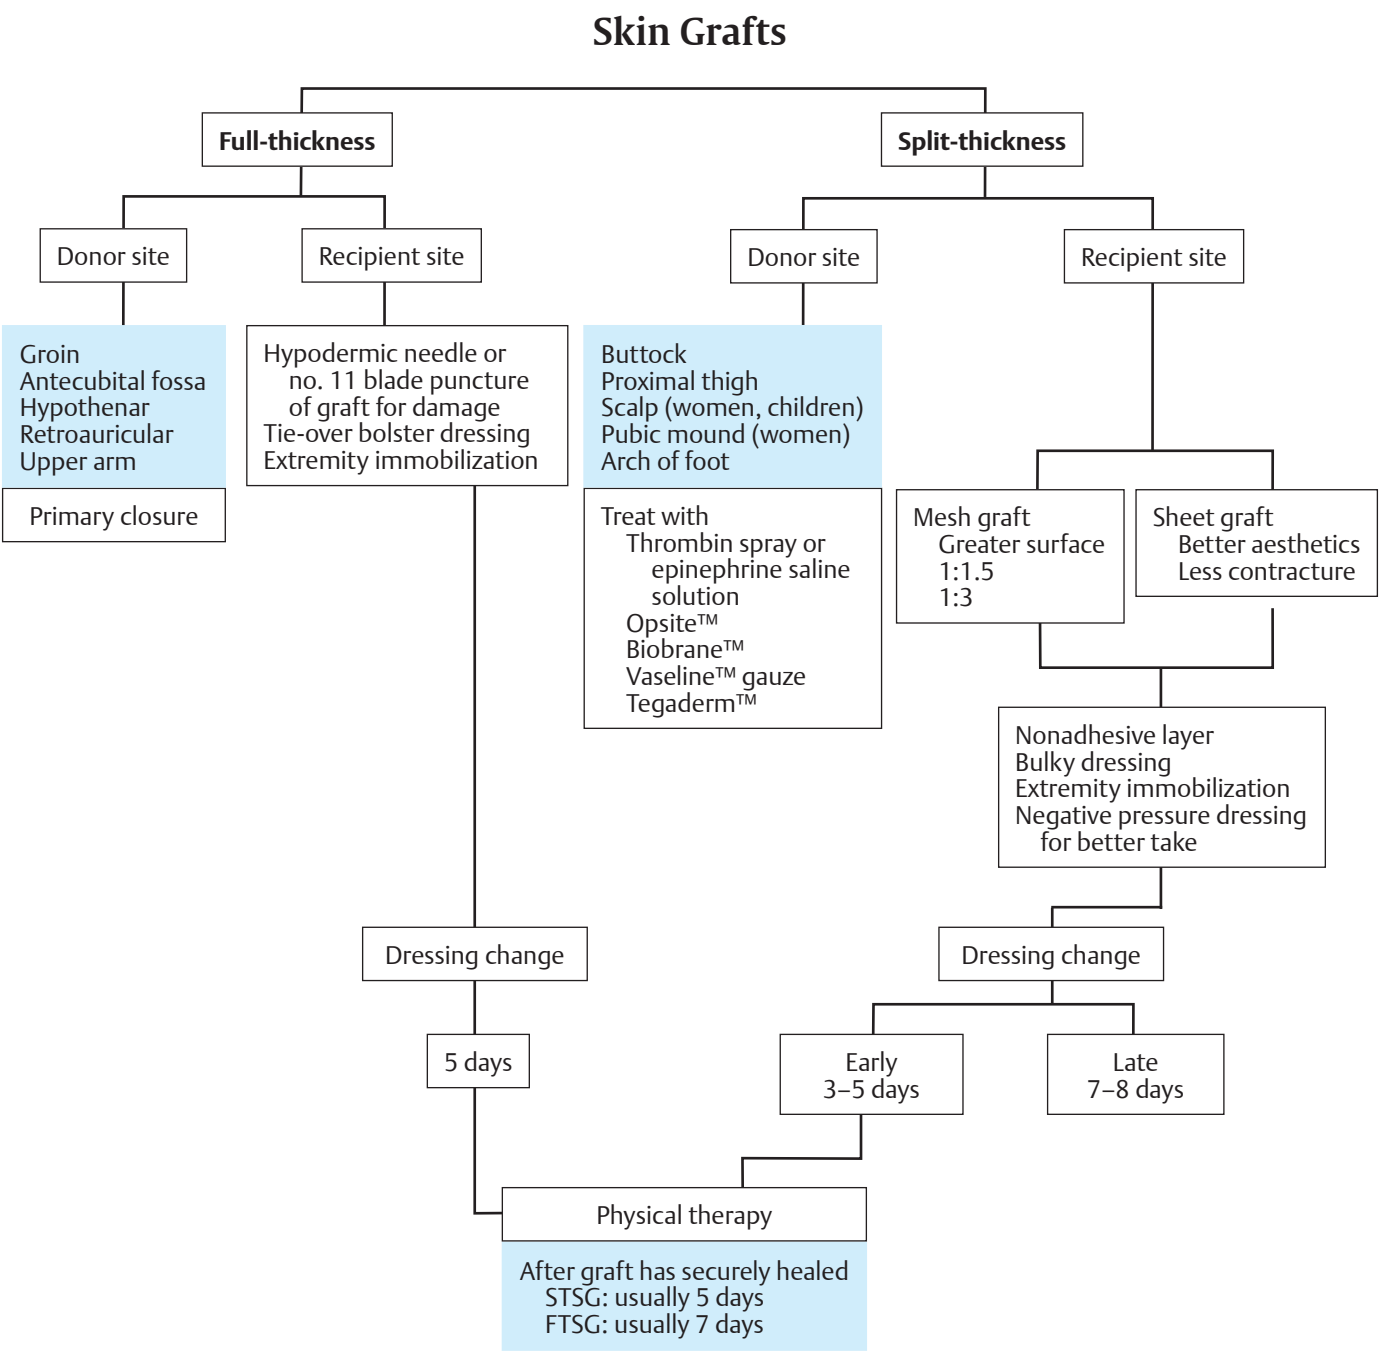 Skin Grafts
Full-thickness
Split-thickness
Donor site
Recipient site
Donor site
Recipient site
Groin
Antecubital fossa
Hypothenar
Retroauricular
Upper arm
Primary closure
Hypodermic needle or
no. 11 blade puncture
of graft for damage
Tie-over bolster dressing
Extremity immobilization
Buttock
Proximal thigh
Scalp (women, children)
Pubic mound (women)
Arch of foot
Treat with
Thrombin spray or
epinephrine saline
solution
Opsite™
Biobrane™
Vaseline™ gauze
Tegaderm™
Mesh graft
Greater surface
1:1.5
1:3
Sheet graft
Better aesthetics
Less contracture
Nonadhesive layer
Bulky dressing
Extremity immobilization
Negative pressure dressing
for better take
Dressing change
Dressing change
5 days
Early
3–5 days
Late
7–8 days
Physical therapy
After graft has securely healed
STSG: usually 5 days
FTSG: usually 7 days